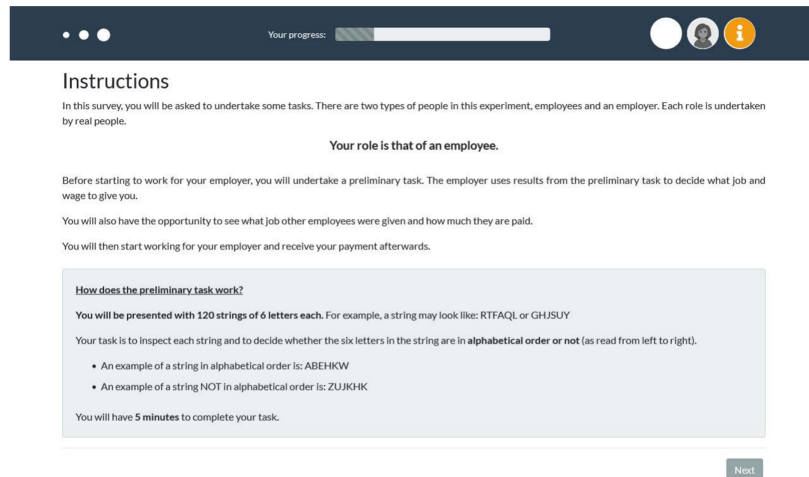 Your progress:
i
Instructions
In this survey, you will be asked to undertake some tasks. There are two types of people in this experiment, employees and an employer. Each role is undertaken
by real people.
Your role is that of an employee.
Before starting to work for your employer, you will undertake a preliminary task. The employer uses results from the preliminary task to decide what job and
wage to give you.
You will also have the opportunity to see what job other employees were given and how much they are paid.
You will then start working for your employer and receive your payment afterwards.
How does the preliminary task work?
You will be presented with 120 strings of 6 letters each. For example, a string may look like: RTFAQL or GHJSUY
Your task is to inspect each string and to decide whether the six letters in the string are in alphabetical order or not (as read from left to right).
• An example of a string in alphabetical order is: ABEHKW
• An example of a string NOT in alphabetical order is: ZUJKHK
You will have 5 minutes to complete your task.
Next